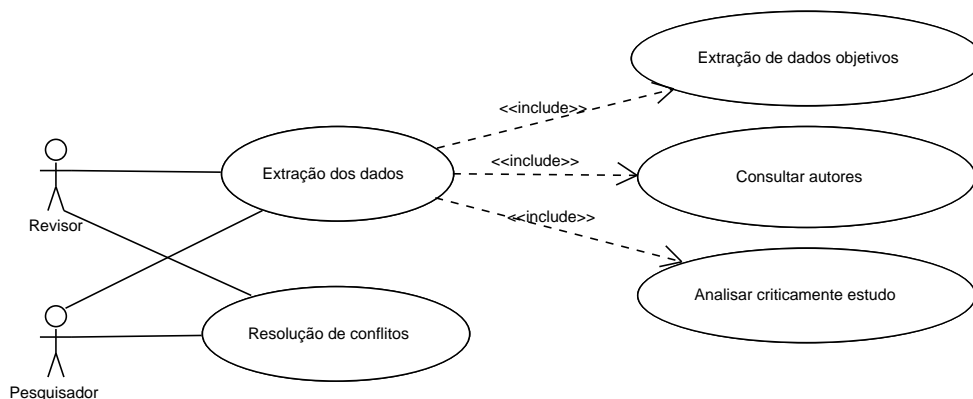 Extração de dados objetivos
<<include>>
Extração dos dados
<<include>>
Consultar autores
<<include>>
Revisor
Analisar criticamente estudo
Resolução de conflitos
Pesquisador